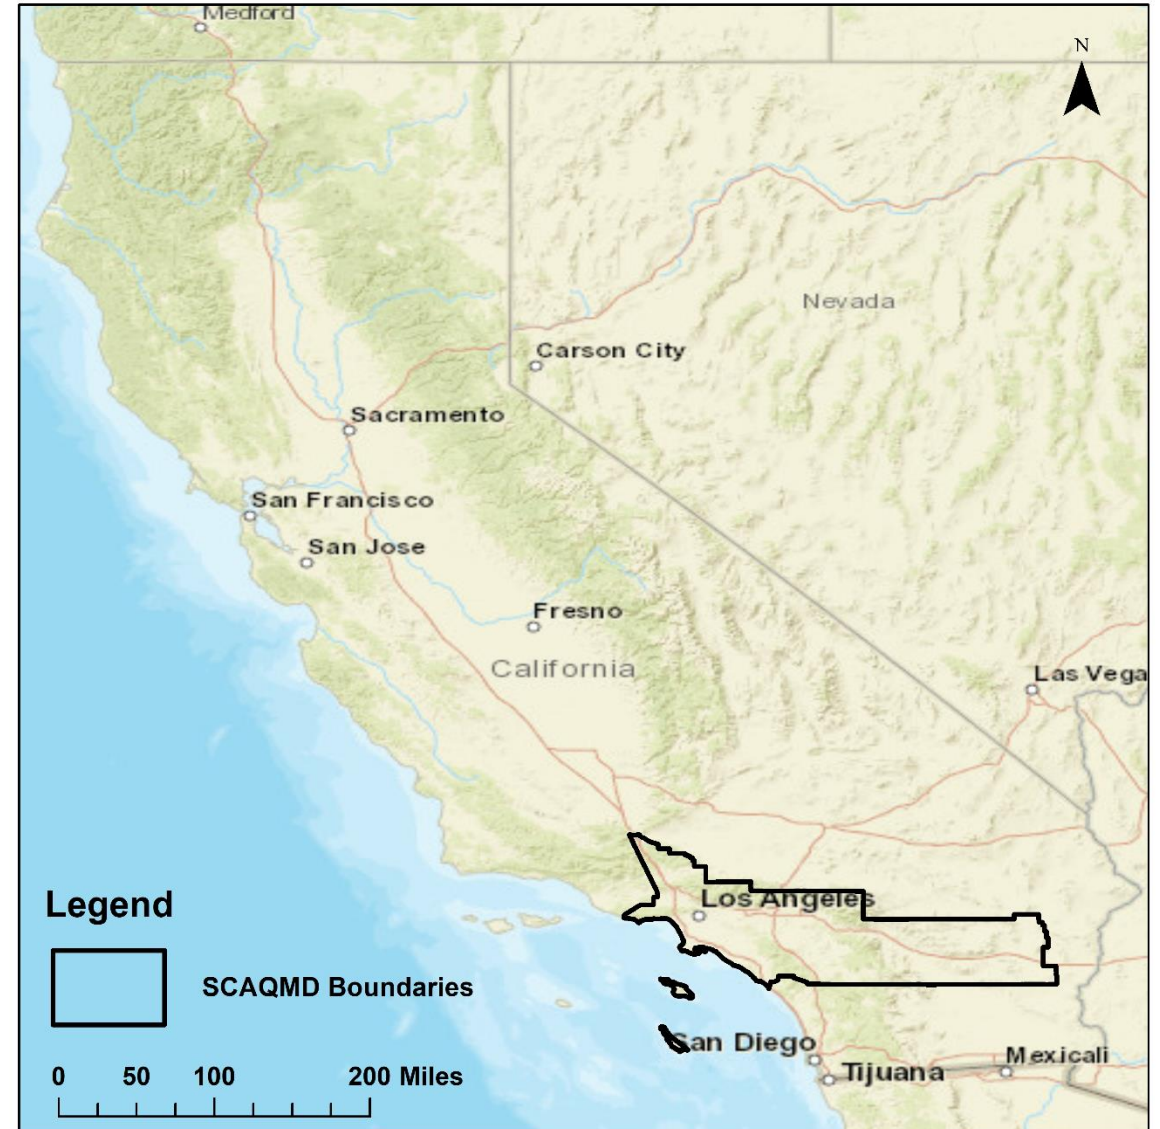 Medford
N
Nevada
Carson City
Sacramento
San Francisco
San Jose
Fresno
California
Las Vega
Los Angeles
Legend
SCAQMD Boundaries
San Diego
Mexicali
Tijuana
0 50 100 200 Miles